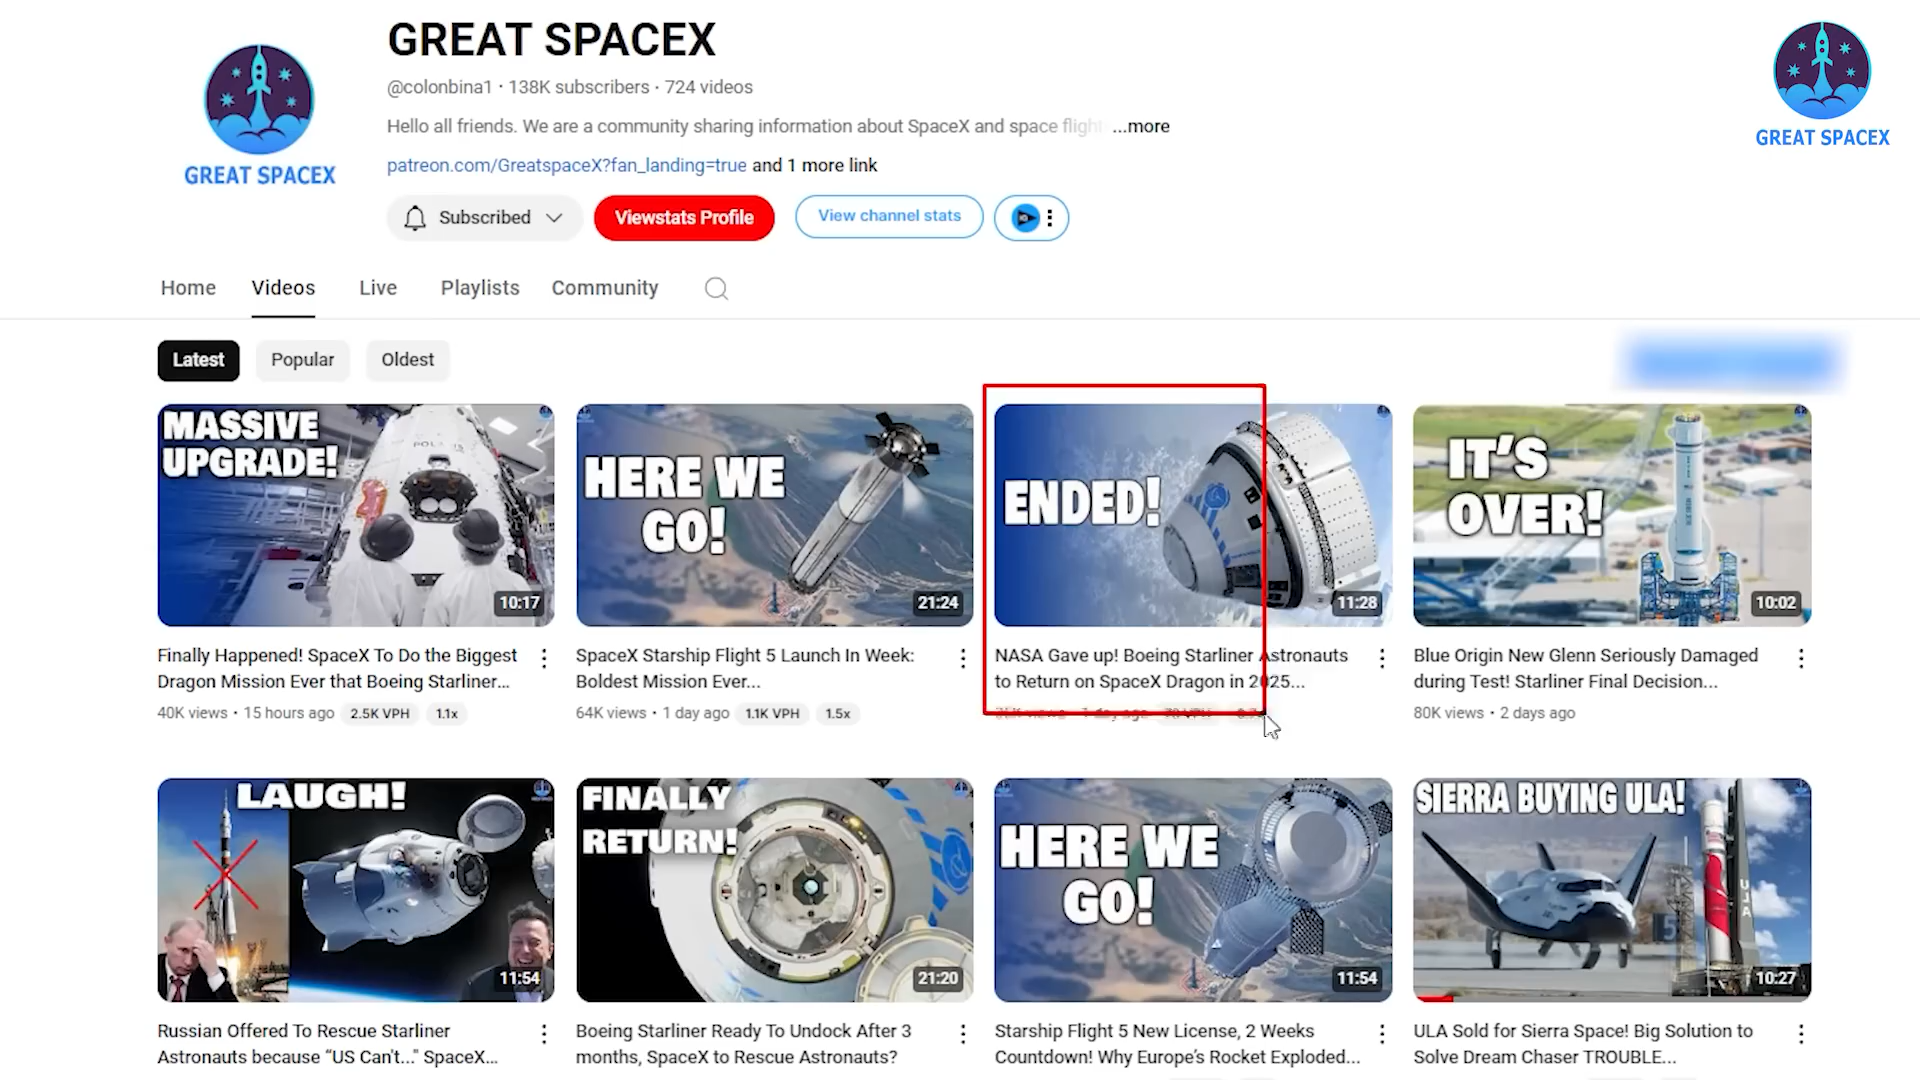 GREAT SPACEX
@colonbina1 · 138K subscribers · 724 videos
Hello all friends. We are a community sharing information about SpaceX and space flight ...more
patreon.com/GreatspaceX?fan_landing=true and 1 more link
GREAT SPACEX
GREAT SPACEX
Subscribed
Viewstats Profile
View channel stats
Home
Videos
Live
Playlists
Community
Latest
Popular
Oldest
MASSIVE
UPGRADE!
POLARIS
10:17
HERE WE
GO!
21:24
ENDED!
11:28
IT'S
OVER!
10:02
Finally Happened! SpaceX To Do the Biggest
Dragon Mission Ever that Boeing Starliner...
40K views · 15 hours ago 2.5K VPH 1.1x
SpaceX Starship Flight 5 Launch In Week:
Boldest Mission Ever...
64K views · 1 day ago 1.1K VPH 1.5x
NASA Gave up! Boeing Starliner Astronauts
to Return on SpaceX Dragon in 2025...
Blue Origin New Glenn Seriously Damaged
during Test! Starliner Final Decision...
80K views · 2 days ago
LAUGH!
11:54
FINALLY
RETURN!
21:20
HERE WE
GO!
11:54
SIERRA BUYING ULA!
ULA
5
10:27
Russian Offered To Rescue Starliner
Astronauts because “US Can't..." SpaceX...
Boeing Starliner Ready To Undock After 3
months, SpaceX to Rescue Astronauts?
Starship Flight 5 New License, 2 Weeks
Countdown! Why Europe's Rocket Exploded...
ULA Sold for Sierra Space! Big Solution to
Solve Dream Chaser TROUBLE...